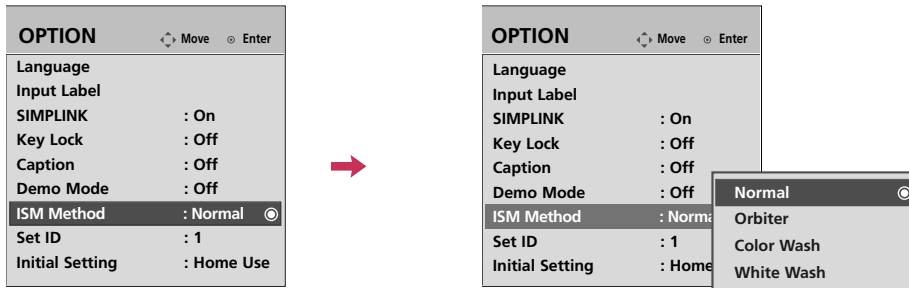 OPTION Move Enter
Language
Input Label
SIMPLINK : On
Key Lock : Off
Caption : Off
Demo Mode : Off
ISM Method : Normal
Set ID : 1
Initial Setting : Home Use
OPTION Move Enter
Language
Input Label
SIMPLINK : On
Key Lock : Off
Caption : Off
Demo Mode : Off
ISM Method : Norma
Set ID : 1
Initial Setting : Home
Normal
Orbiter
Color Wash
White Wash